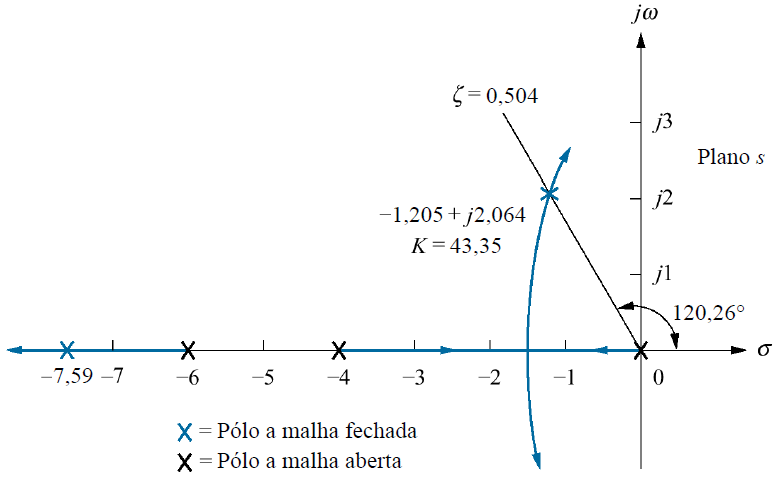 jω
ζ = 0,504
j3
Plano s
j2
−1,205 + j2,064
K = 43,35
j1
120,26°
σ
−7,59 −7 −6 −5 −4 −3 −2 −1 0
X = Pólo a malha fechada
X = Pólo a malha aberta